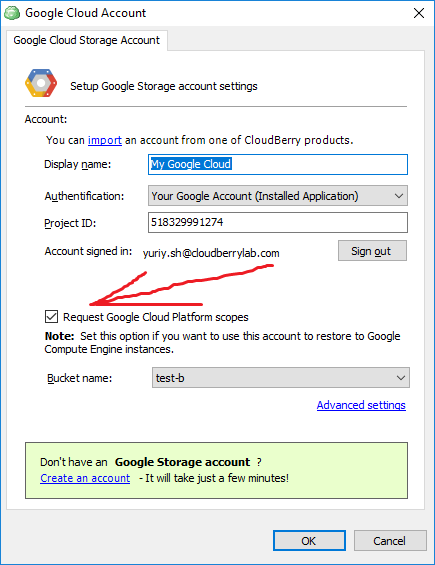 Google Cloud Account
Google Cloud Storage Account
Setup Google Storage account settings
Account:
You can import an account from one of CloudBerry products.
Display name: My Google Cloud
Authentification: Your Google Account (Installed Application)
Project ID: 518329991274
Account signed in: yuriy.sh@cloudberrylab.com Sign out
Request Google Cloud Platform scopes
Note: Set this option if you want to use this account to restore to Google
Compute Engine instances.
Bucket name: test-b
Advanced settings
Don't have an Google Storage account ?
Create an account - It will take just a few minutes!
OK Cancel